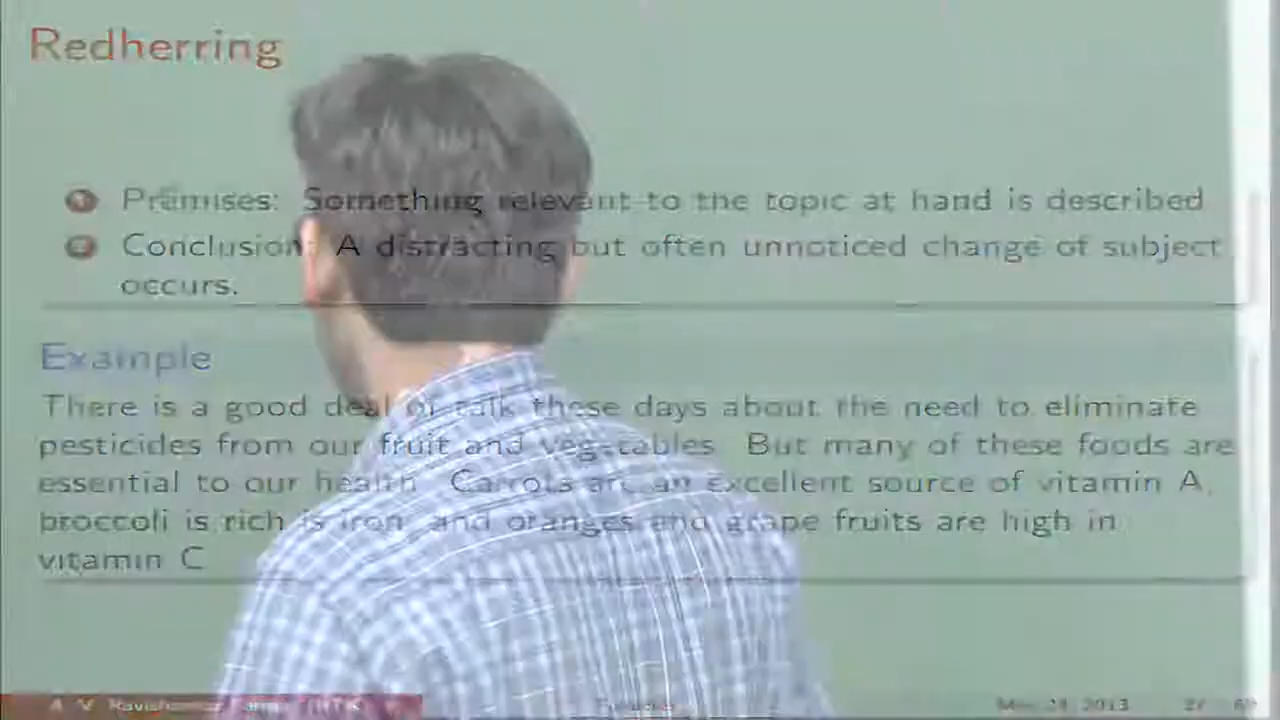 Redherring
1 Premises: Something relevant to the topic at hand is described
2 Conclusion: A distracting but often unnoticed change of subject
occurs.
Example
There is a good deal of talk these days about the need to eliminate
pesticides from our fruit and vegetables. But many of these foods are
essential to our health. Carrots are an excellent source of vitamin A,
broccoli is rich is iron, and oranges and grape fruits are high in
vitamin C
2013